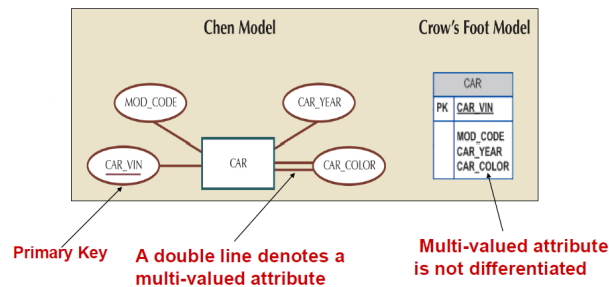 Chen Model
Crow's Foot Model
MOD_CODE
CAR_YEAR
CAR_VIN
CAR
CAR_COLOR
CAR
PK CAR_VIN
MOD_CODE
CAR_YEAR
CAR_COLOR
Primary Key
A double line denotes a
multi-valued attribute
Multi-valued attribute
is not differentiated